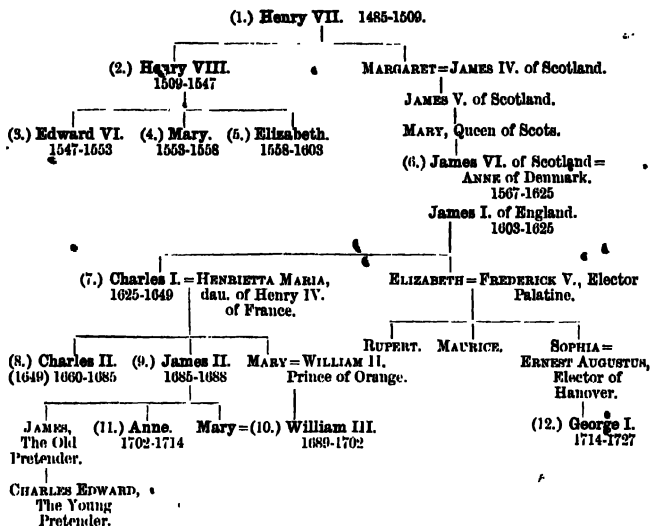 (1.) Henry VII. 1485-1509.
(2.) Henry VIII.
1509-1547
MARGARET=JAMES IV. of Scotland.
JAMES V. of Scotland.
(3.) Edward VI.
1547-1553
(4.) Mary.
1553-1558
(5.) Elizabeth.
1558-1603
MARY, Queen of Scots.
(6.) James VI. of Scotland=
ANNE of Denmark.
1567-1625
James I. of England.
1603-1625
(7.) Charles I.=HENRIETTA MARIA,
1625-1649 dau. of Henry IV.
of France.
ELIZABETH=FREDERICK V., Elector
Palatine.
(8.) Charles II.
(1649) 1660-1685
(9.) James II.
1685-1688
MARY=WILLIAM II.
Prince of Orange.
RUPERT.
MAURICE.
SOPHIA=
ERNEST AUGUSTUS,
Elector of
Hanover.
JAMES,
The Old
Pretender.
(11.) Anne.
1702-1714
Mary=(10.) William III.
1689-1702
(12.) George I.
1714-1727
CHARLES EDWARD,
The Young
Pretender.